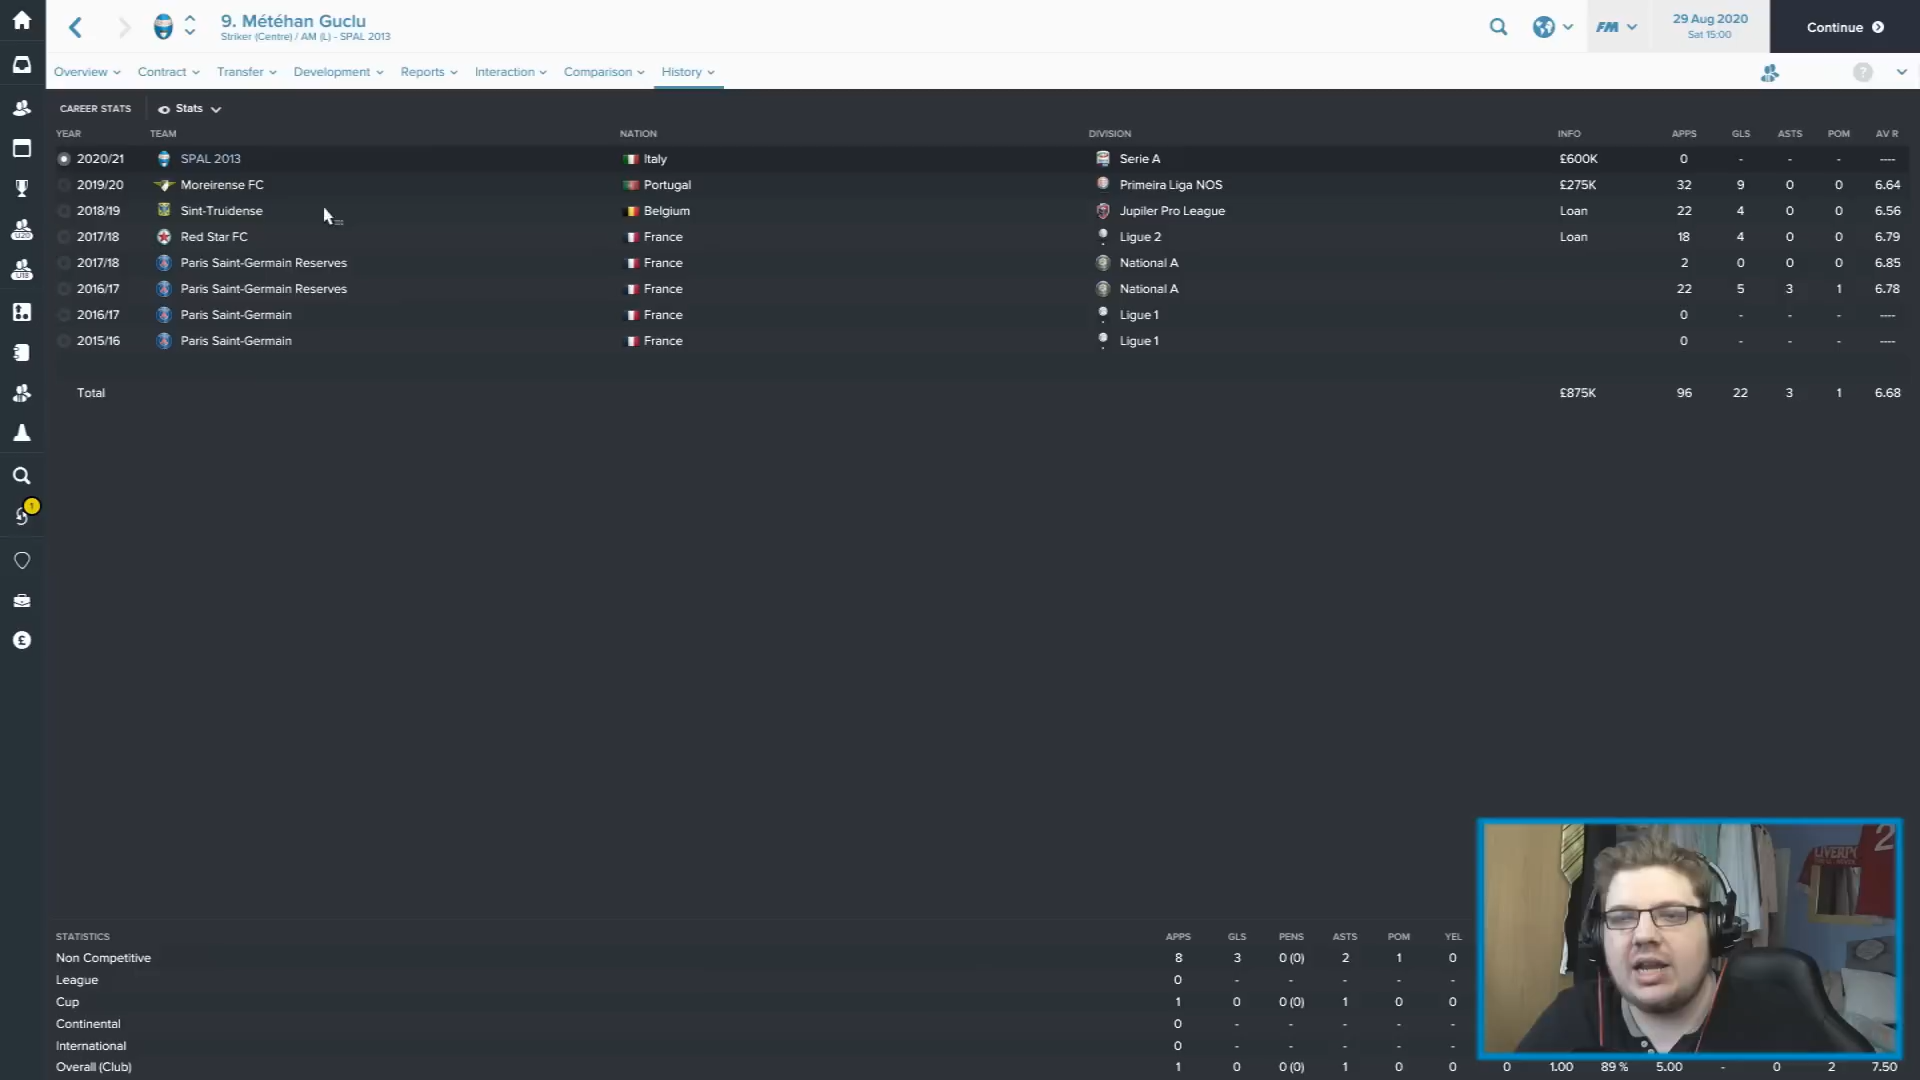 9. Météhan Guclu
Striker (Centre) / AM (L) - SPAL 2013
FM
29 Aug 2020
Sat 15:00
Continue
Overview Contract Transfer Development Reports Interaction Comparison History
?
CAREER STATS Stats
YEAR TEAM NATION DIVISION INFO APPS GLS ASTS POM AV R
2020/21 SPAL 2013 Italy Serie A £600K 0 - - - ----
2019/20 Moreirense FC Portugal Primeira Liga NOS £275K 32 9 0 0 6.64
2018/19 Sint-Truidense Belgium Jupiler Pro League Loan 22 4 0 0 6.56
2017/18 Red Star FC France Ligue 2 Loan 18 4 0 0 6.79
2017/18 Paris Saint-Germain Reserves France National A 2 0 0 0 6.85
2016/17 Paris Saint-Germain Reserves France National A 22 5 3 1 6.78
2016/17 Paris Saint-Germain France Ligue 1 0 - - - ----
2015/16 Paris Saint-Germain France Ligue 1 0 - - - ----
Total £875K 96 22 3 1 6.68
U20
U18
1
£
STATISTICS APPS GLS PENS ASTS POM YEL
Non Competitive 8 3 0 (0) 2 1 0
League 0 - - - - -
Cup 1 0 0 (0) 1 0 0
Continental 0 - - - - -
International 0 - - - - -
Overall (Club) 1 0 0 (0) 1 0 0 0 1.00 89 % 5.00 - 0 2 7.50
2